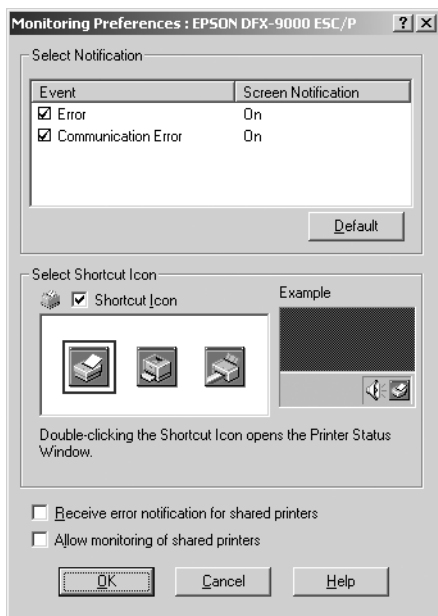 Monitoring Preferences : EPSON DFX-9000 ESC/P
Select Notification
Event Screen Notification
Error On
Communication Error On
Default
Select Shortcut Icon
Shortcut Icon Example
Double-clicking the Shortcut Icon opens the Printer Status
Window.
Receive error notification for shared printers
Allow monitoring of shared printers
OK Cancel Help